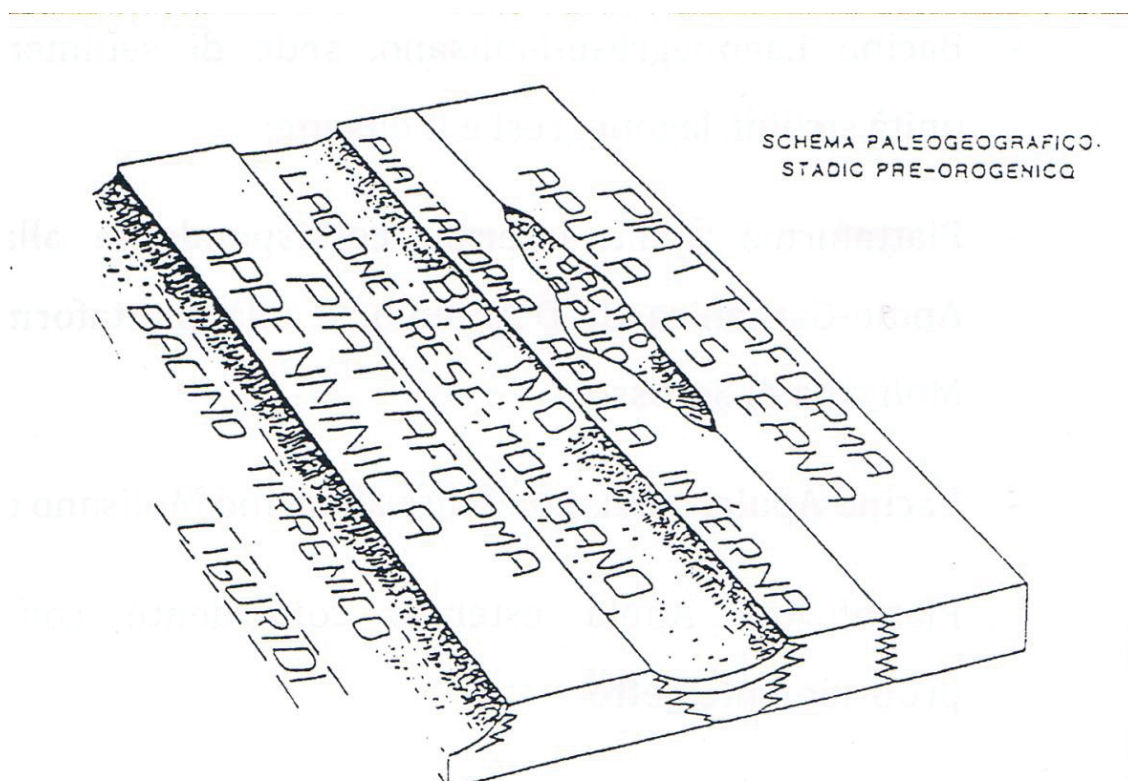 SCHEMA PALEOGEOGRAFICO.
STADIO PRE-OROGENICO
PIATTAFORMA
APULA ESTERNA
BACINO
APULO
PIATTAFORMA APULA INTERNA
BACINO
MOLISANO
PIATTAFORMA
APPENNINICA
BACINO TIRRENICO
LIGURIDI